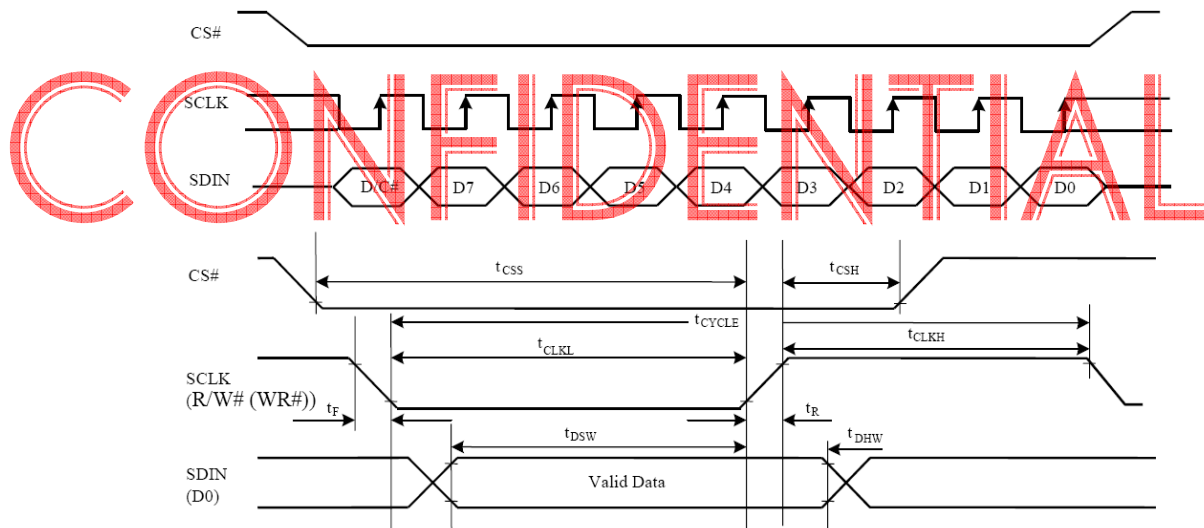 CS#
CONFIDENTIAL
SCLK
SDIN D/C# D7 D6 D5 D4 D3 D2 D1 D0
CS# tCSS tCSH
tCYCLE
tCLKL tCLKH
SCLK
(R/W# (WR#))
tF tR
tDSW tDHW
SDIN
(D0)
Valid Data